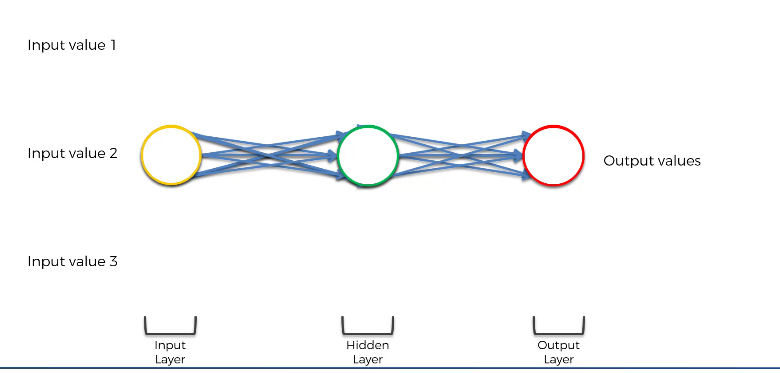 Input value 1
Input value 2
Output values
Input value 3
Input
Layer
Hidden
Layer
Output
Layer